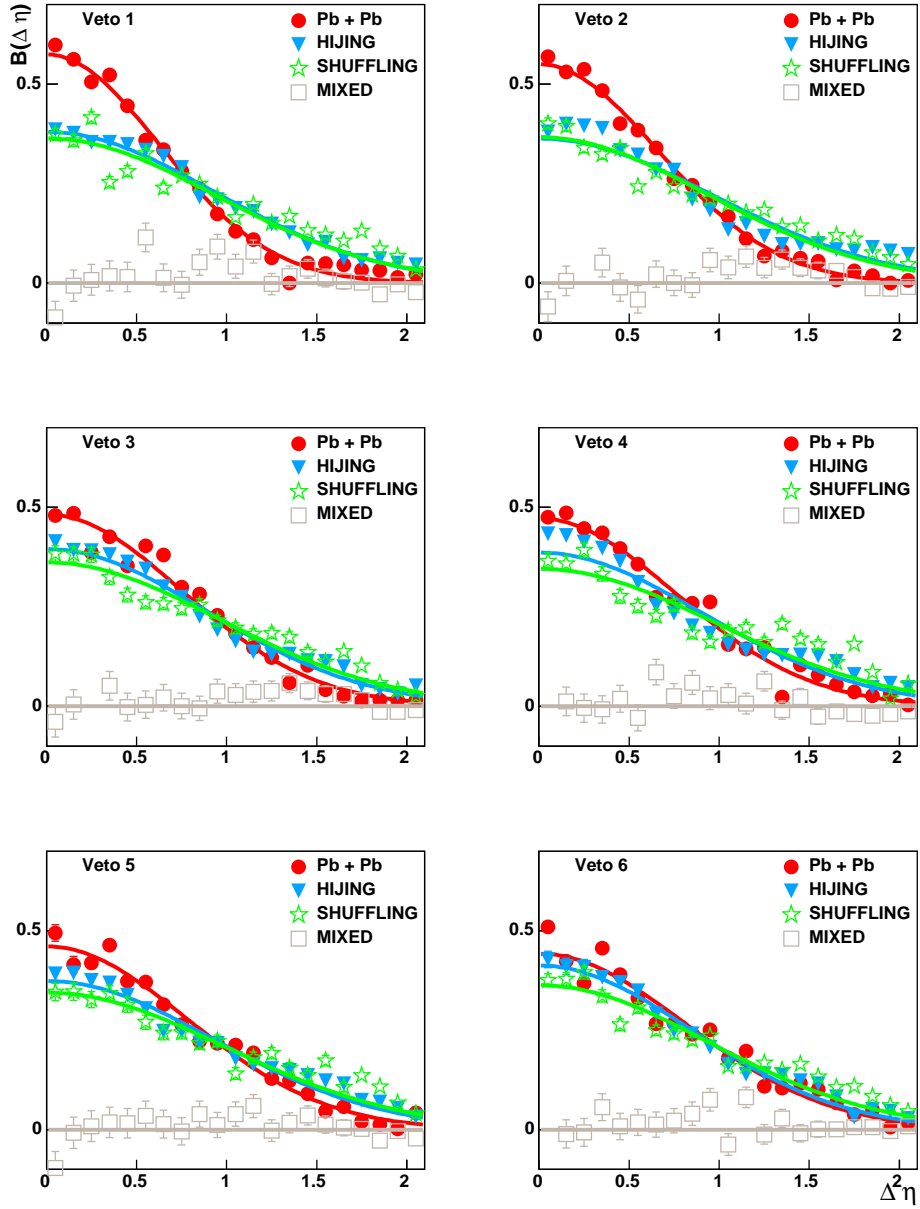 B(Δ η)
Veto 1
Pb + Pb
HIJING
SHUFFLING
MIXED
0.5
0
0 0.5 1 1.5 2
Veto 2
Pb + Pb
HIJING
SHUFFLING
MIXED
0.5
0
0 0.5 1 1.5 2
Veto 3
Pb + Pb
HIJING
SHUFFLING
MIXED
0.5
0
0 0.5 1 1.5 2
Veto 4
Pb + Pb
HIJING
SHUFFLING
MIXED
0.5
0
0 0.5 1 1.5 2
Veto 5
Pb + Pb
HIJING
SHUFFLING
MIXED
0.5
0
0 0.5 1 1.5 2
Veto 6
Pb + Pb
HIJING
SHUFFLING
MIXED
0.5
0
0 0.5 1 1.5 2
Δ η